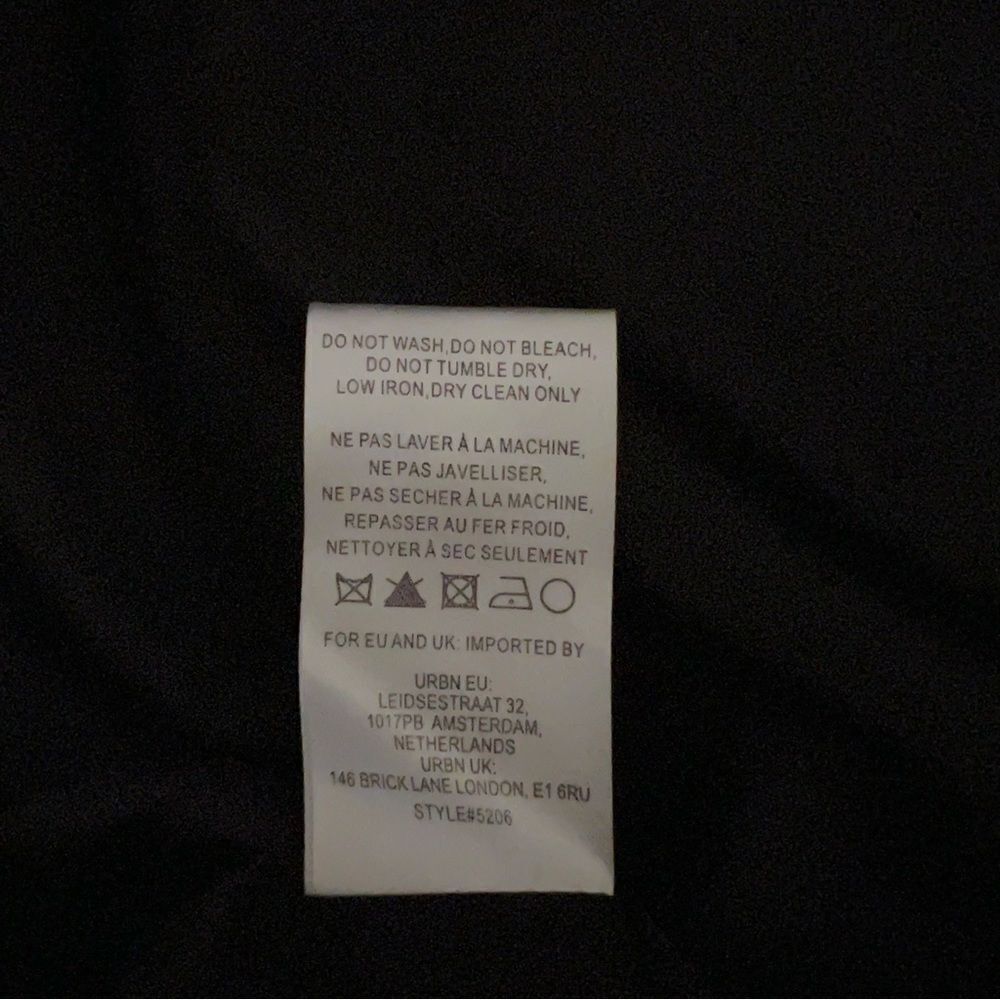 DO NOT WASH,DO NOT BLEACH,
DO NOT TUMBLE DRY,
LOW IRON,DRY CLEAN ONLY
NE PAS LAVER À LA MACHINE,
NE PAS JAVELLISER,
NE PAS SECHER À LA MACHINE,
REPASSER AU FER FROID,
NETTOYER À SEC SEULEMENT
FOR EU AND UK: IMPORTED BY
URBN EU:
LEIDSESTRAAT 32,
1017PB AMSTERDAM,
NETHERLANDS
URBN UK:
146 BRICK LANE LONDON, E1 6RU
STYLE#5206